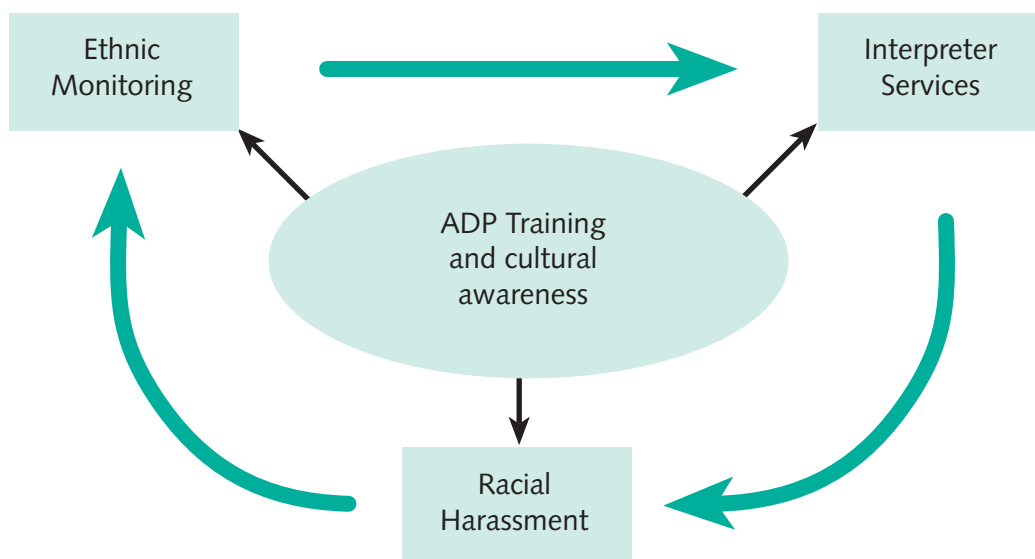 Ethnic
Monitoring
Interpreter
Services
ADP Training
and cultural
awareness
Racial
Harassment